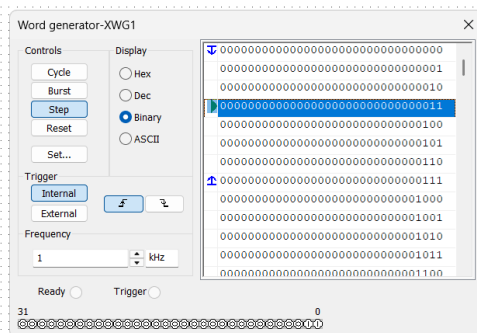 Word generator-XWG1
Controls
Cycle
Burst
Step
Reset
Set...
Display
Hex
Dec
Binary
ASCII
Trigger
Internal
External
Frequency
1
kHz
Ready
Trigger
00000000000000000000000000000000
00000000000000000000000000000001
00000000000000000000000000000010
00000000000000000000000000000011
00000000000000000000000000000100
00000000000000000000000000000101
00000000000000000000000000000110
00000000000000000000000000000111
00000000000000000000000000001000
00000000000000000000000000001001
00000000000000000000000000001010
00000000000000000000000000001011
00000000000000000000000000001100
31
0